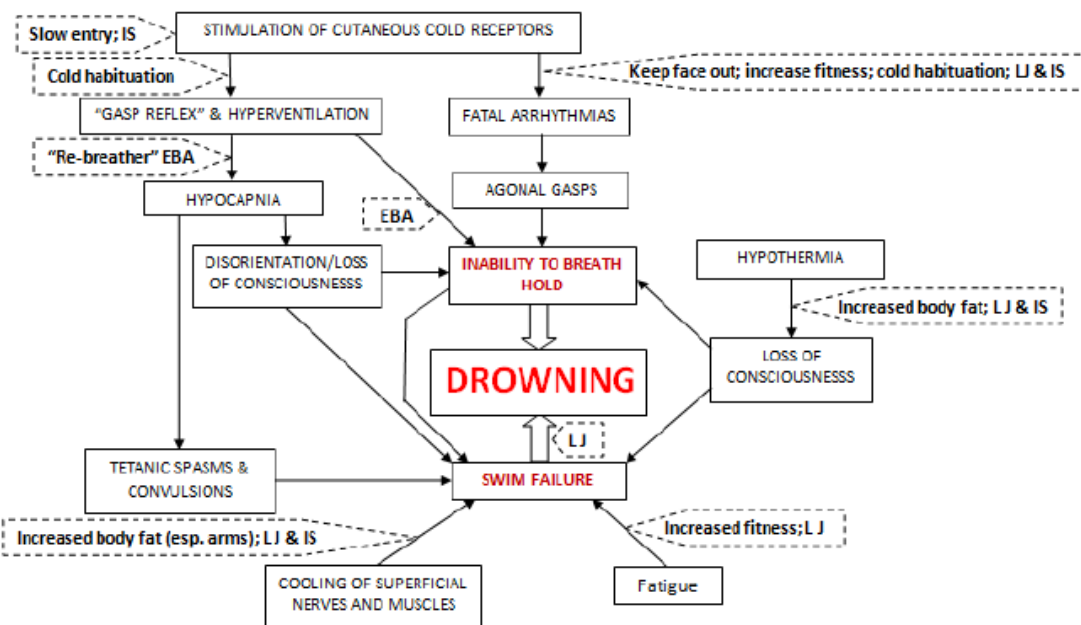 STIMULATION OF CUTANEOUS COLD RECEPTORS
Slow entry; IS
Cold habituation
Keep face out; increase fitness; cold habituation; LJ & IS
"GASP REFLEX" & HYPERVENTILATION
FATAL ARRHYTHMIAS
"Re-breather" EBA
HYPOCAPNIA
AGONAL GASPS
EBA
DISORIENTATION/LOSS
OF CONSCIOUSNESSS
INABILITY TO BREATH
HOLD
HYPOTHERMIA
Increased body fat; LJ & IS
LOSS OF
CONSCIOUSNESSS
DROWNING
LJ
TETANIC SPASMS &
CONVULSIONS
SWIM FAILURE
Increased body fat (esp. arms); LJ & IS
Increased fitness;L J
COOLING OF SUPERFICIAL
NERVES AND MUSCLES
Fatigue